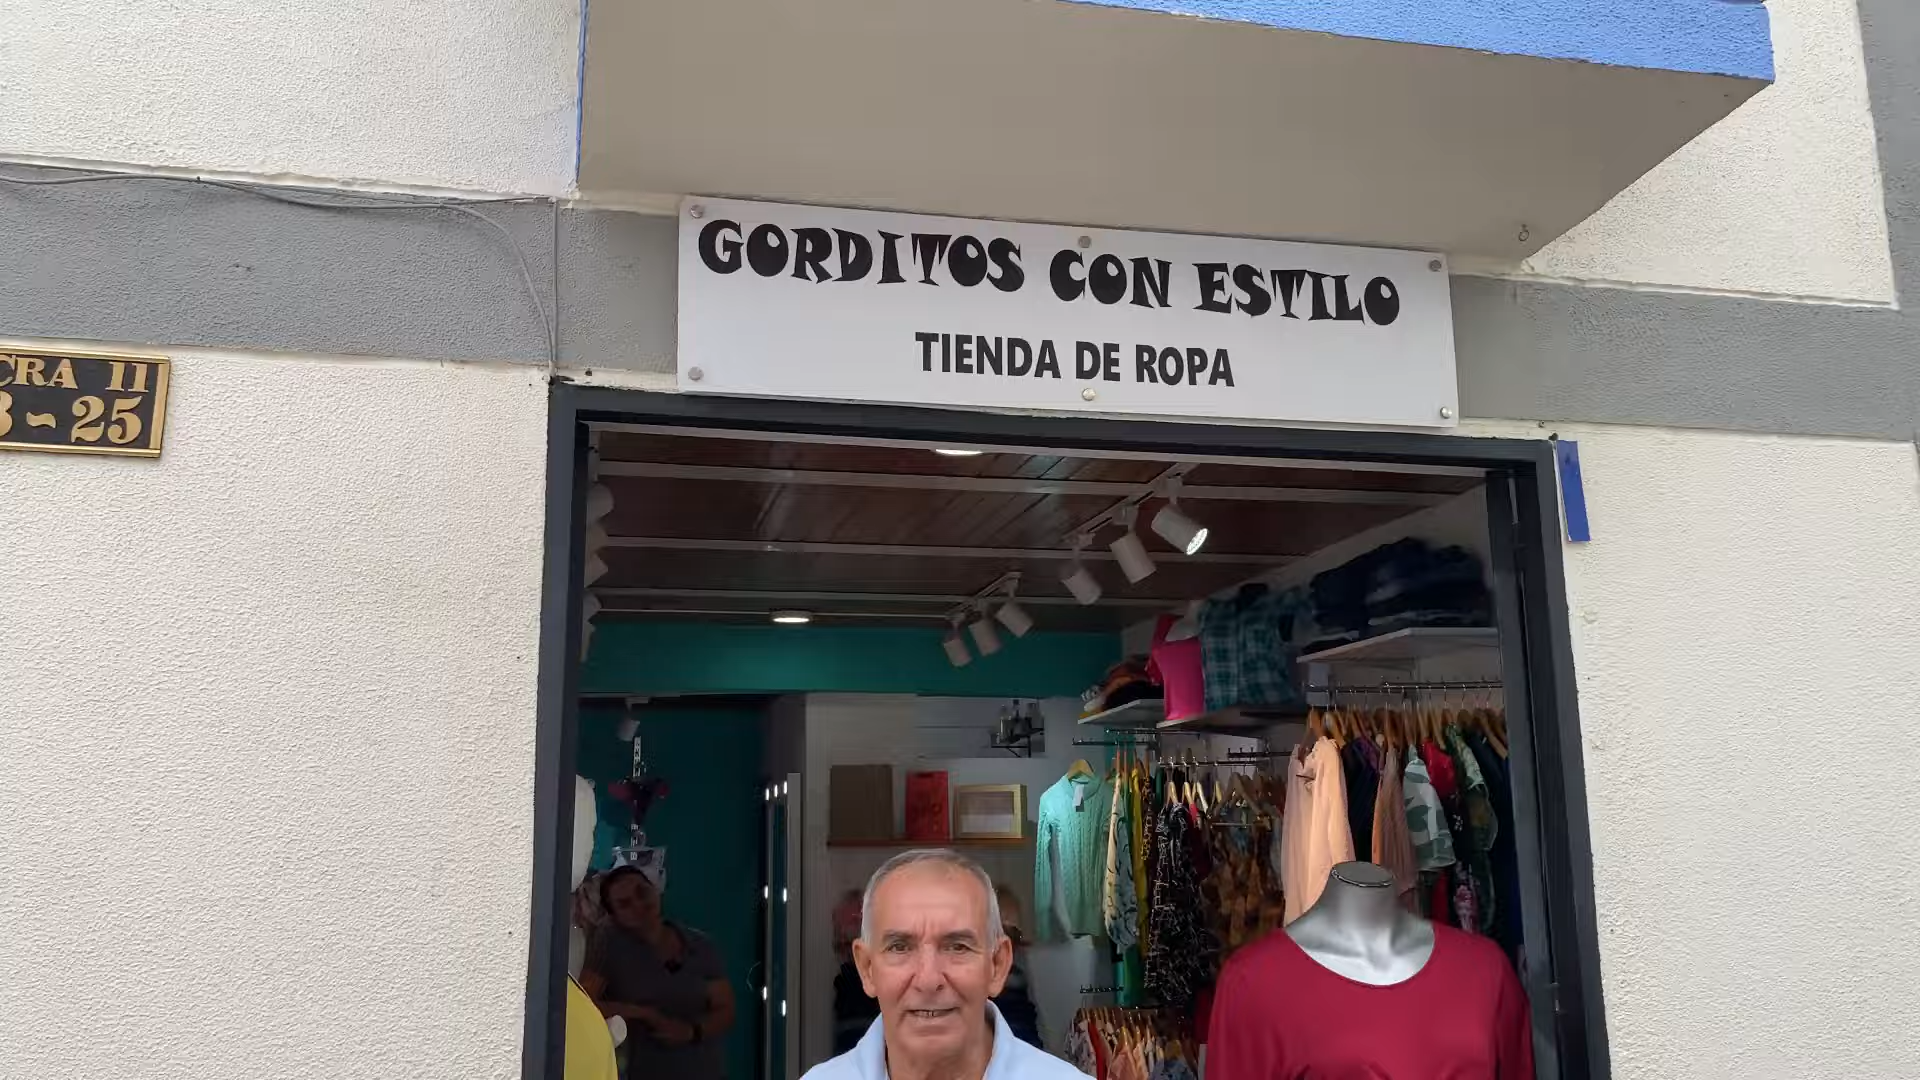 GORDITOS CON ESTILO
TIENDA DE ROPA
CRA 11
- 25